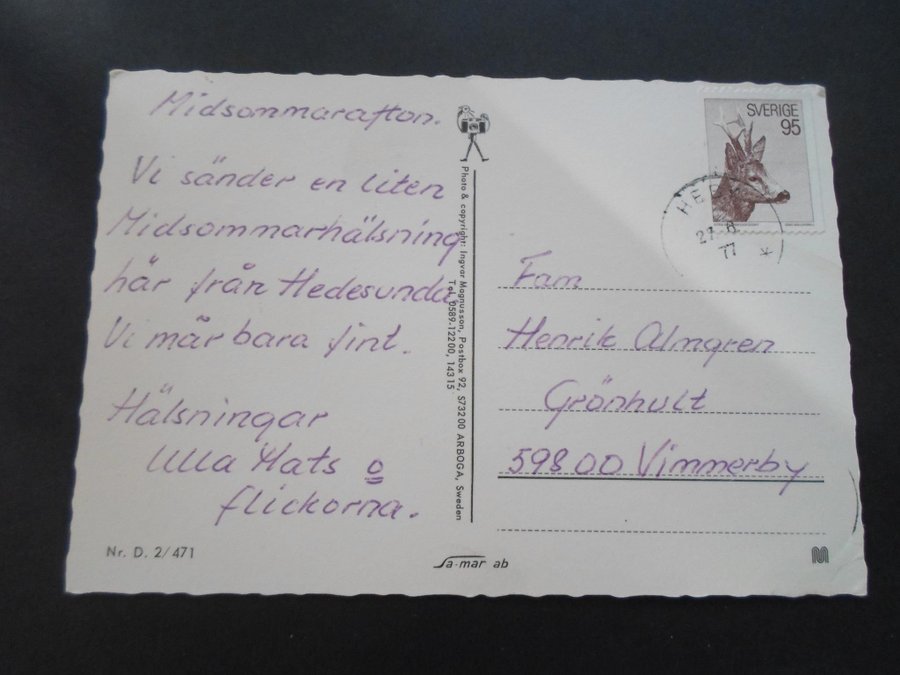 Midsommarafton.
Vi sänder en liten
Midsommarhälsning
här från Hedesunda
Vi mår bara fint.
Hälsningar
Ulla Mats o
flickorna.
Nr. D. 2/471
Photo & copyright: Ingvar Magnusson, Postbox 92, S73200 ARBOGA, Sweden
Tel. 0589-12200, 14315
Sa-mar ab
SVERIGE
95
77
Fam
Henrik Almgren
Grönhult
598 00 Vimmerby
M